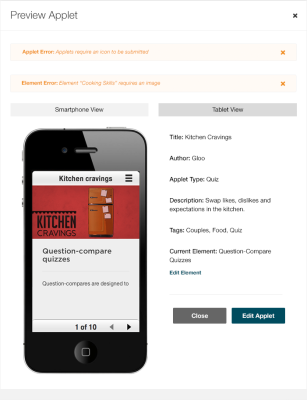 Preview Applet
Applet Error: Applets require an icon to be submitted
Element Error: Element "Cooking Skills" requires an image
Smartphone View
Tablet View
Kitchen cravings
KITCHEN
CRAVINGS
Question-compare
quizzes
Question-compares are designed to
1 of 10
Title: Kitchen Cravings
Author: Gloo
Applet Type: Quiz
Description: Swap likes, dislikes and
expectations in the kitchen.
Tags: Couples, Food, Quiz
Current Element: Question-Compare
Quizzes
Edit Element
Close
Edit Applet